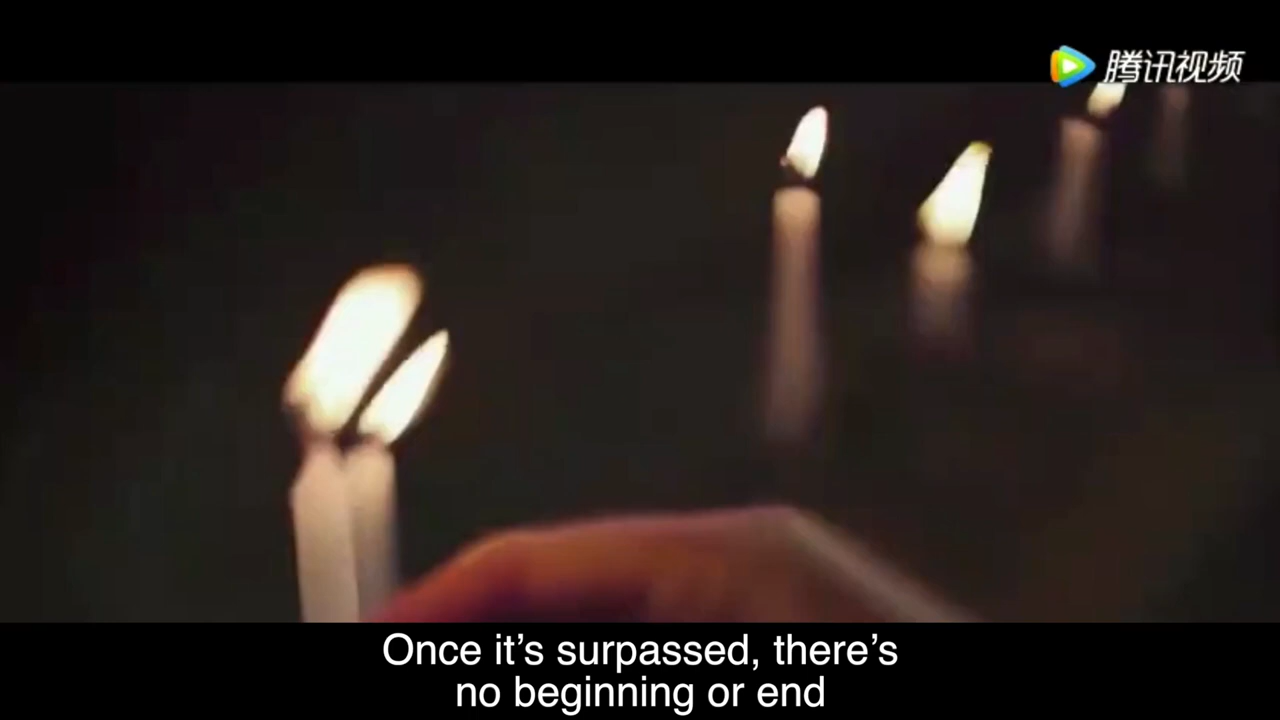 腾讯视频
Once it’s surpassed, there’s
no beginning or end